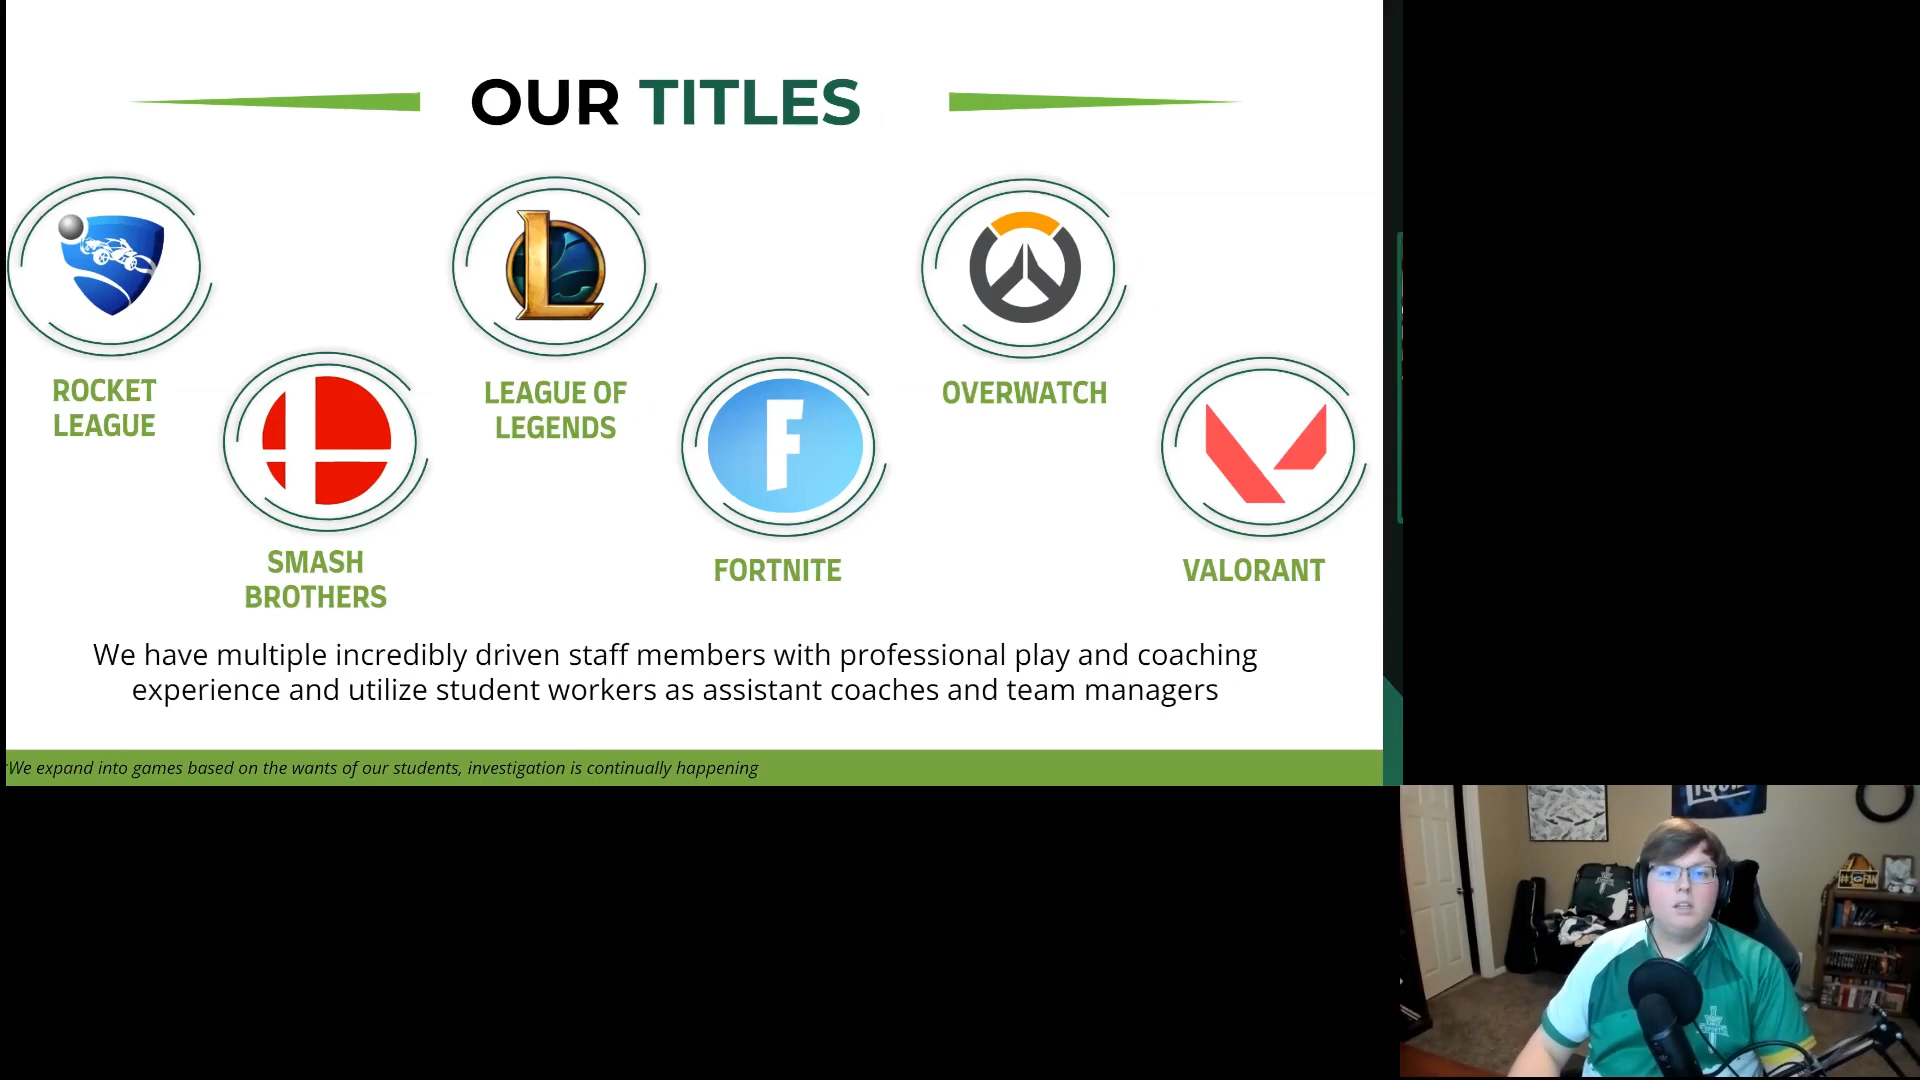 OUR TITLES
ROCKET
LEAGUE
LEAGUE OF
LEGENDS
OVERWATCH
SMASH
BROTHERS
FORTNITE
VALORANT
We have multiple incredibly driven staff members with professional play and coaching
experience and utilize student workers as assistant coaches and team managers
*We expand into games based on the wants of our students, investigation is continually happening
#1 FAN